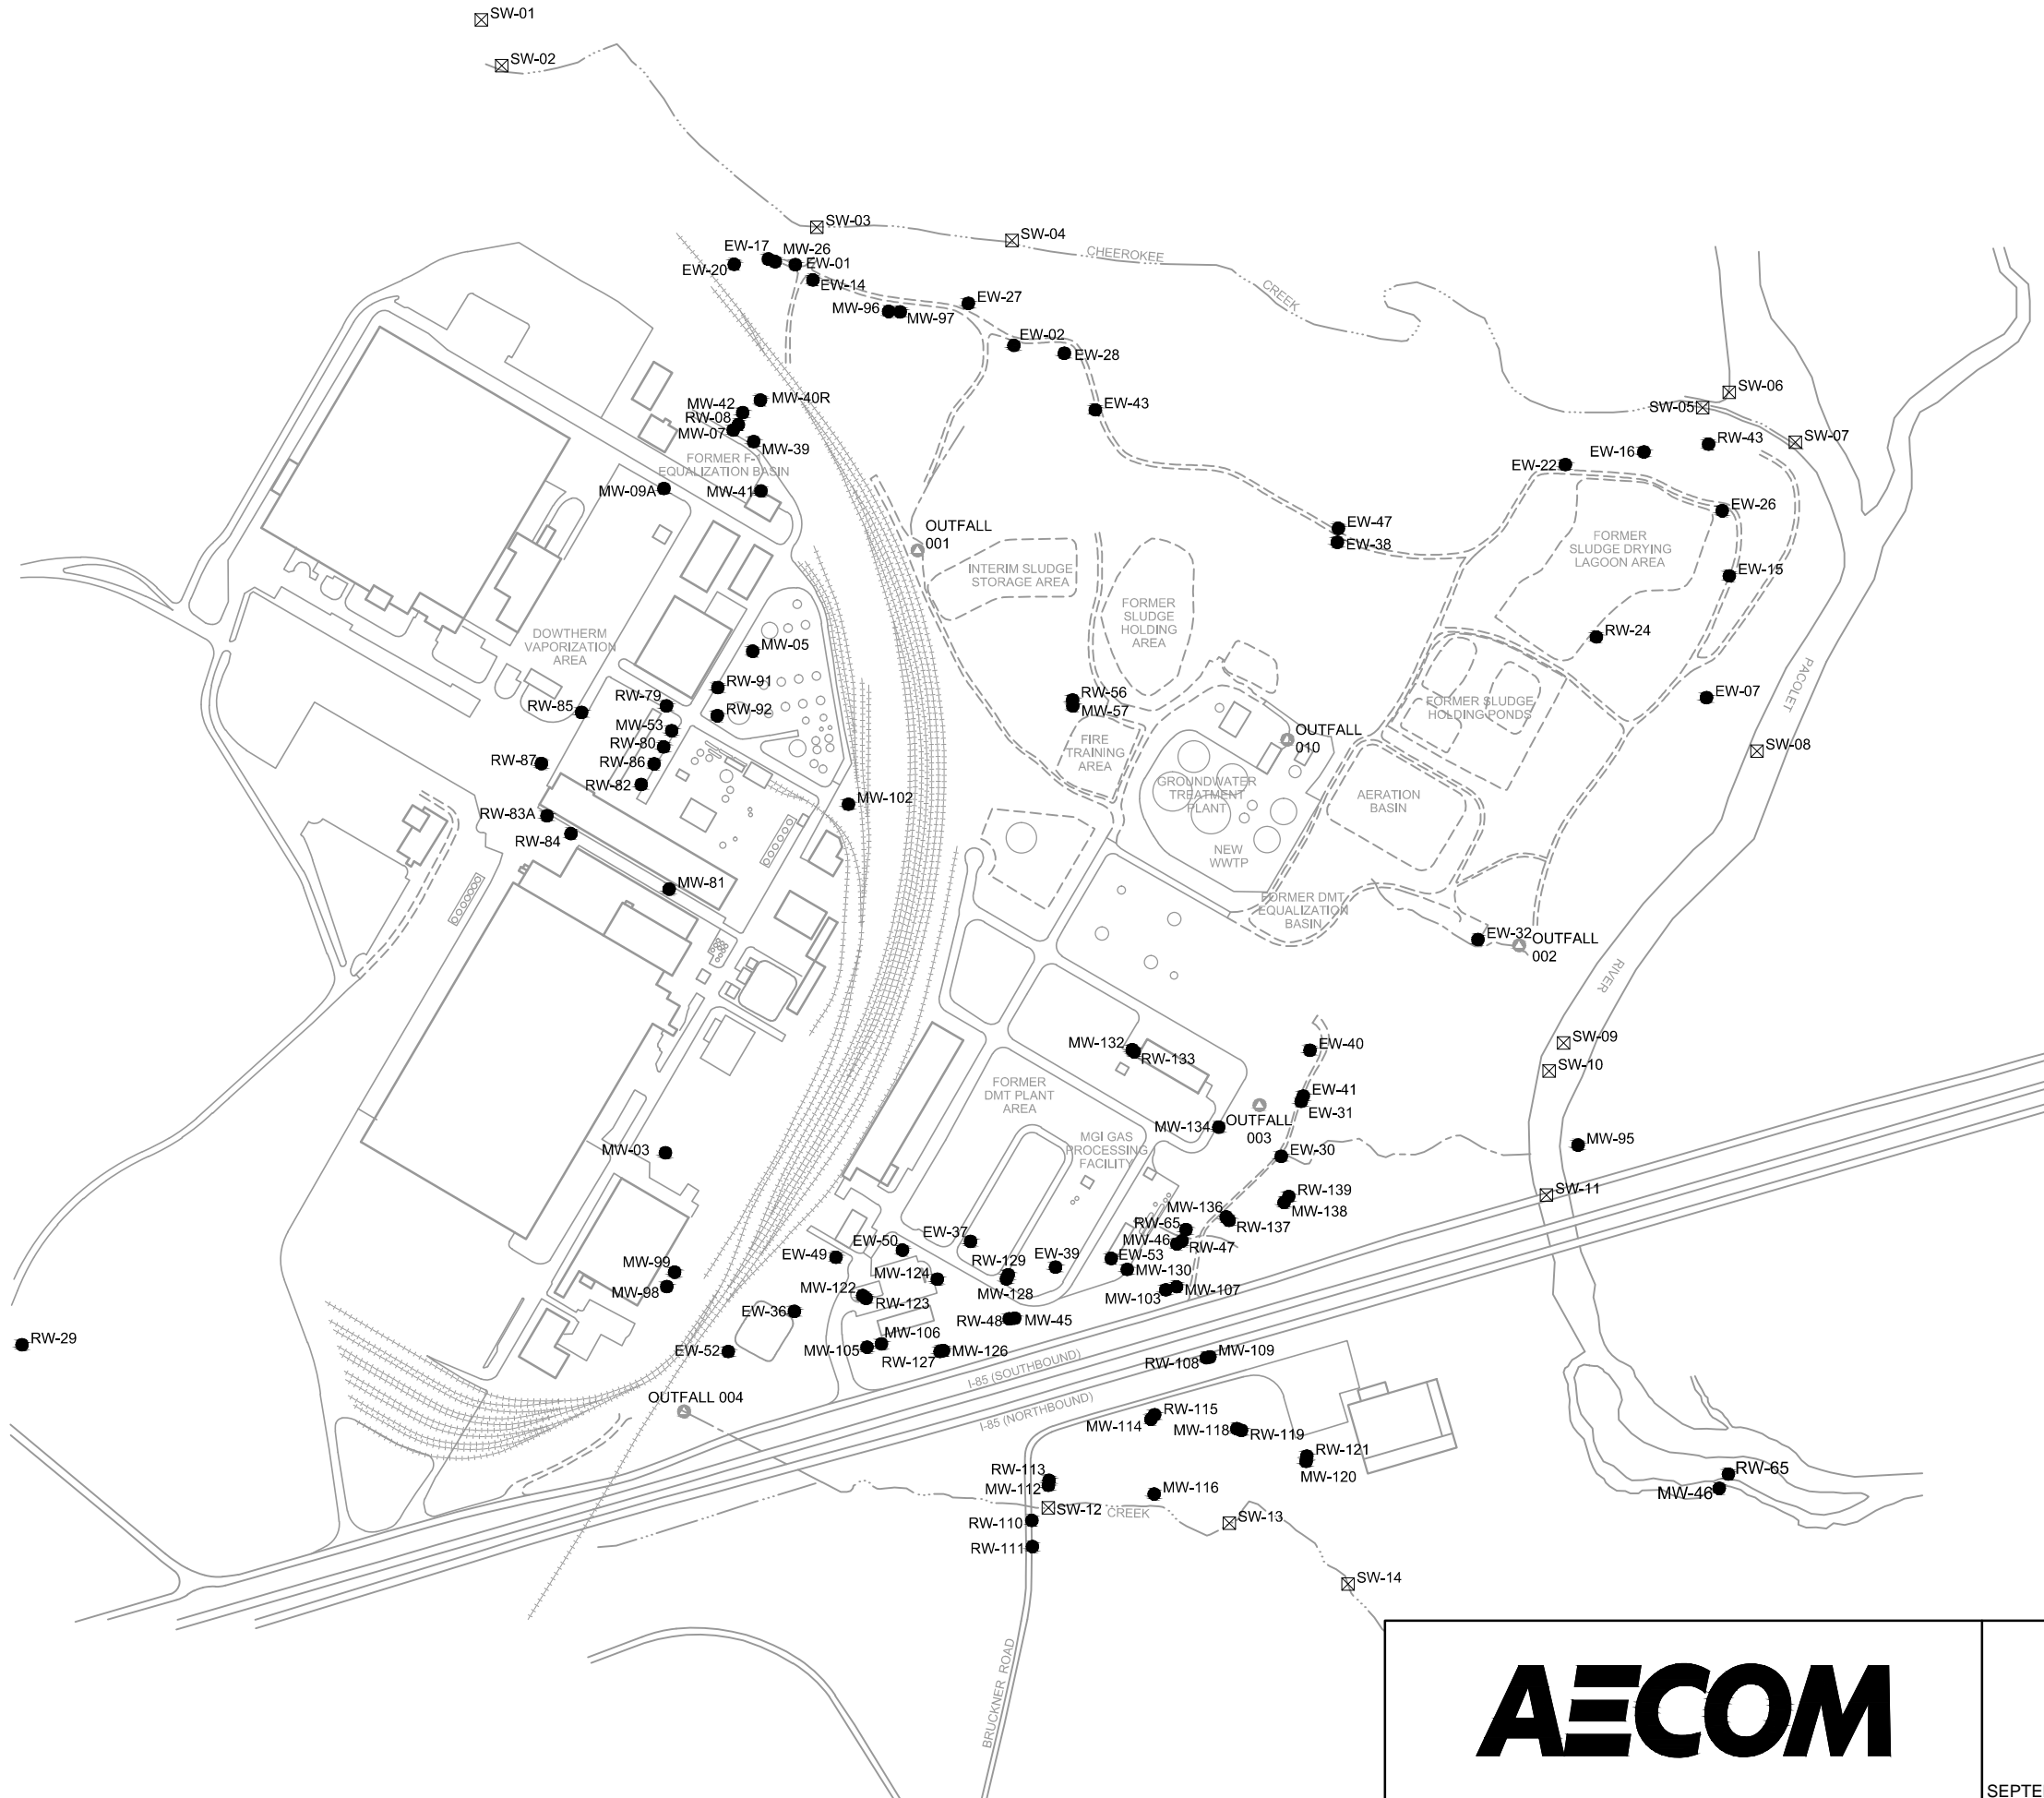 SW-01
SW-02
SW-03
SW-04
CHEEROKEE
CREEK
EW-17
MW-26
EW-20
EW-01
EW-14
EW-27
MW-96
MW-97
EW-02
EW-28
SW-06
MW-40R
MW-42
RW-08
MW-07
EW-43
SW-05
SW-07
MW-39
RW-43
EW-16
FORMER F-1
EQUALIZATION BASIN
EW-22
MW-09A
MW-41
EW-26
OUTFALL
001
EW-47
EW-38
FORMER
SLUDGE DRYING
LAGOON AREA
INTERIM SLUDGE
STORAGE AREA
EW-15
FORMER
SLUDGE
HOLDING
AREA
DOWTHERM
VAPORIZATION
AREA
MW-05
RW-24
PACOLET
RW-91
RW-79
RW-56
MW-57
EW-07
RW-85
RW-92
FORMER SLUDGE
HOLDING PONDS
MW-53
RW-80
OUTFALL
010
FIRE
TRAINING
AREA
SW-08
RW-87
RW-86
RW-82
GROUNDWATER
TREATMENT
PLANT
AERATION
BASIN
MW-102
RW-83A
RW-84
NEW
WWTP
MW-81
FORMER DMT
EQUALIZATION
BASIN
EW-32
OUTFALL
002
RIVER
MW-132
RW-133
EW-40
SW-09
SW-10
FORMER
DMT PLANT
AREA
EW-41
EW-31
MW-134
OUTFALL
003
MGI GAS
PROCESSING
FACILITY
MW-03
EW-30
MW-95
SW-11
RW-139
MW-138
MW-136
RW-137
RW-65
MW-46
RW-47
EW-37
EW-50
EW-49
EW-39
EW-53
RW-129
MW-99
MW-124
MW-130
MW-98
MW-122
RW-123
MW-128
MW-103
MW-107
EW-36
RW-48
MW-45
RW-29
EW-52
MW-105
MW-106
RW-127
MW-126
RW-108
MW-109
I-85 (SOUTHBOUND)
OUTFALL 004
I-85 (NORTHBOUND)
RW-115
MW-114
MW-118
RW-119
RW-121
MW-120
RW-113
MW-112
MW-116
RW-65
MW-46
SW-12
CREEK
RW-110
SW-13
RW-111
SW-14
BRUCKNER ROAD
AECOM